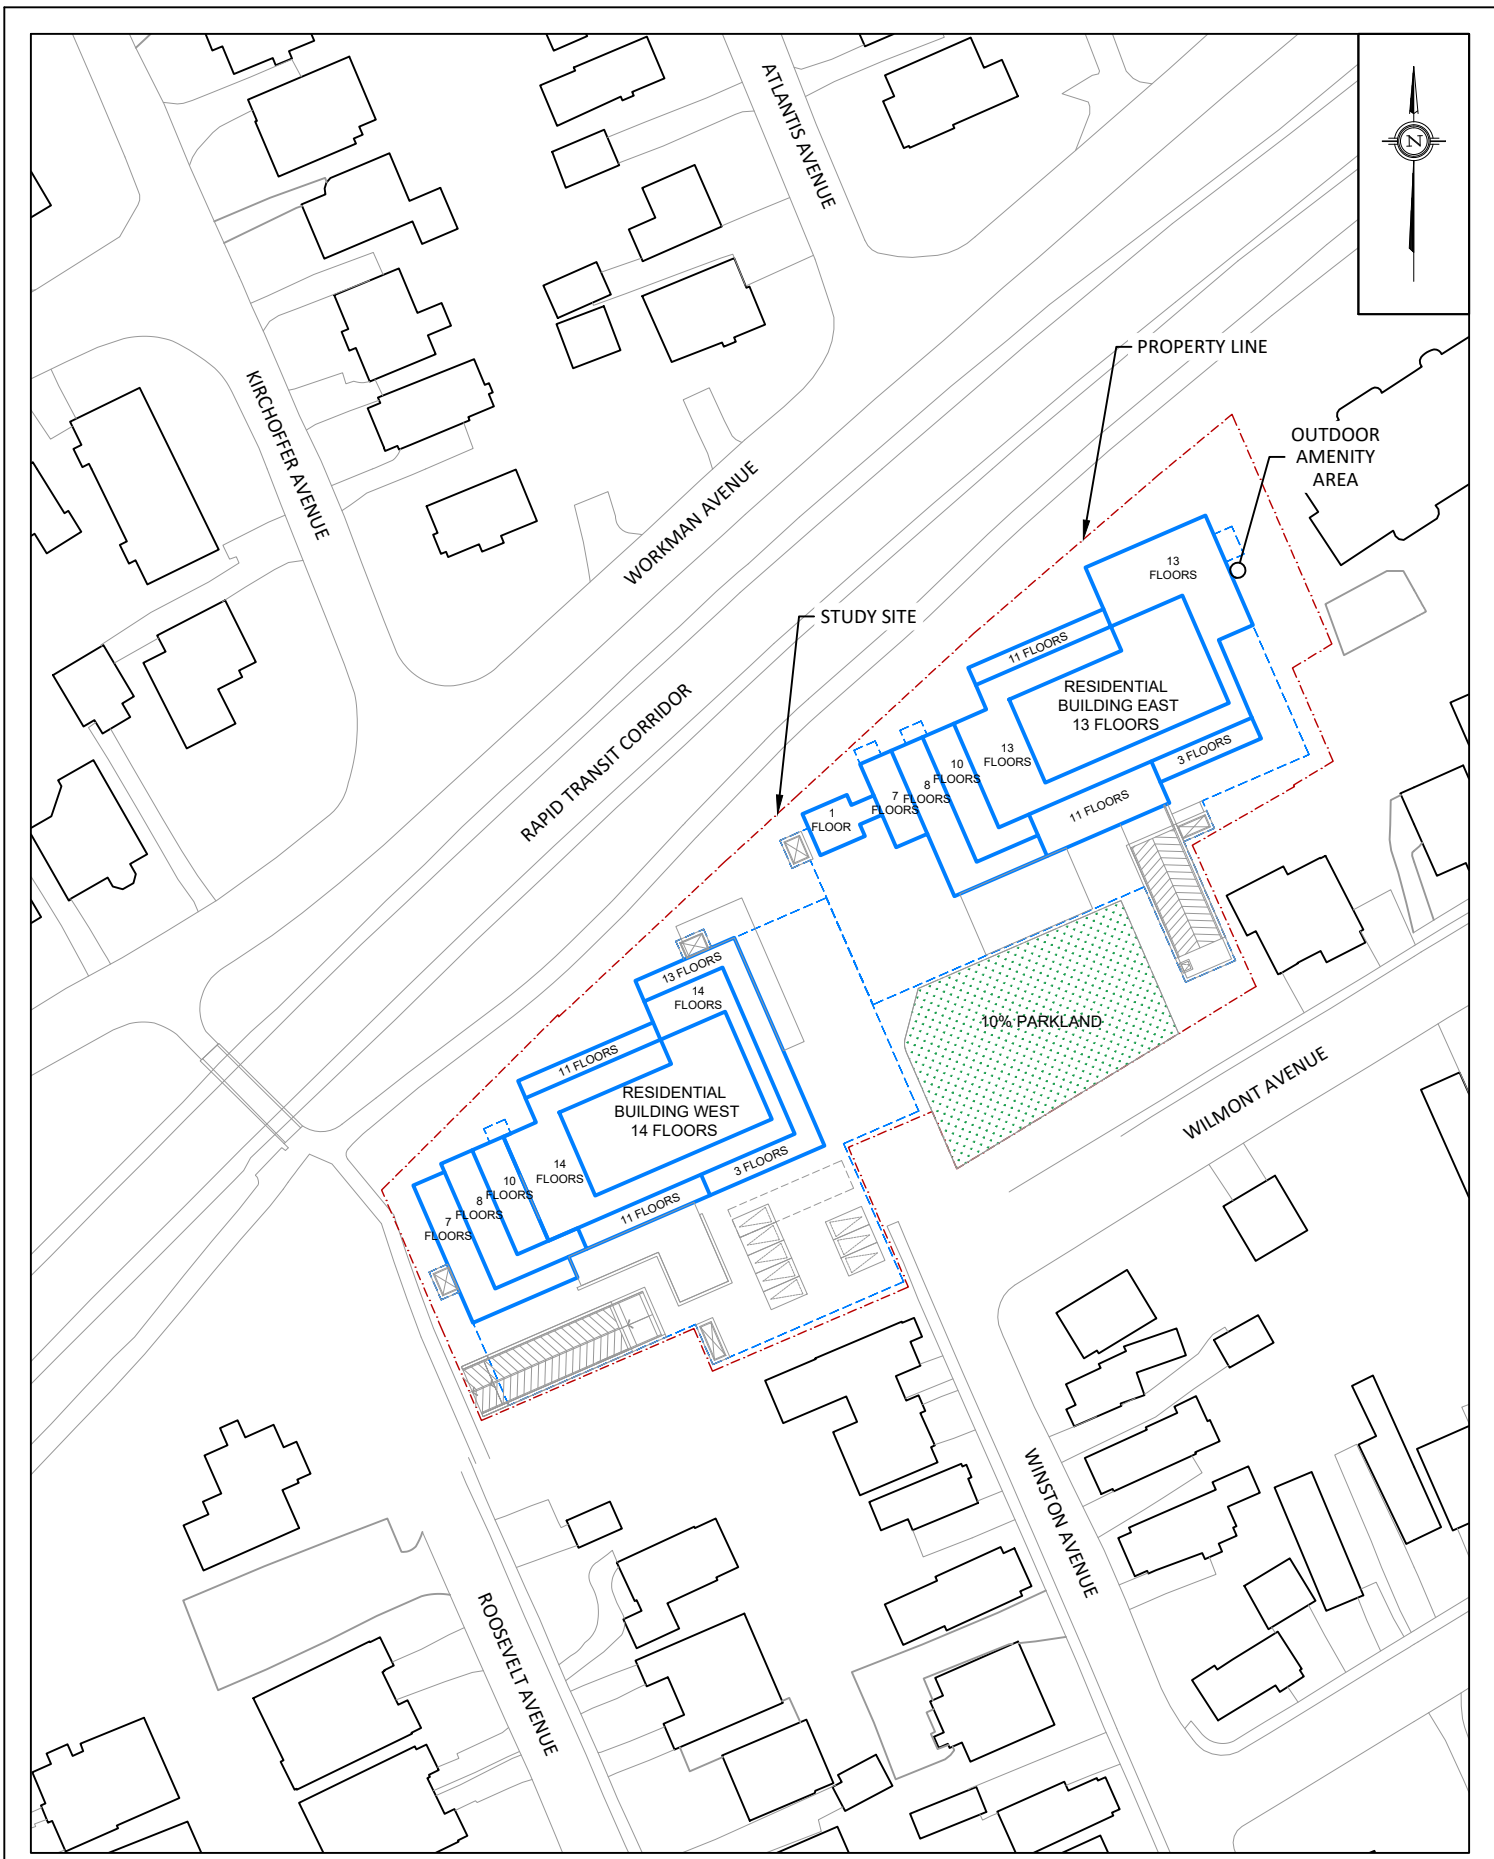 ATLANTIS AVENUE
N
PROPERTY LINE
OUTDOOR
AMENITY
AREA
KIRCHOFFER AVENUE
WORKMAN AVENUE
13
FLOORS
STUDY SITE
11 FLOORS
RESIDENTIAL
BUILDING EAST
13 FLOORS
RAPID TRANSIT CORRIDOR
13
FLOORS
3 FLOORS
10
FLOORS
8
FLOORS
7
FLOORS
11 FLOORS
1
FLOOR
13 FLOORS
14
FLOORS
10% PARKLAND
11 FLOORS
RESIDENTIAL
BUILDING WEST
14 FLOORS
WILMONT AVENUE
14
FLOORS
3 FLOORS
10
FLOORS
8
FLOORS
7
FLOORS
11 FLOORS
WINSTON AVENUE
ROOSEVELT AVENUE